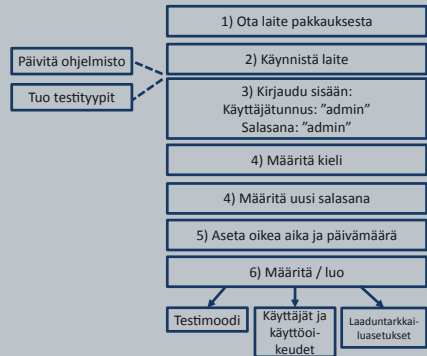 1) Ota laite pakkauksesta
Päivitä ohjelmisto
2) Käynnistä laite
Tuo testityypit
3) Kirjaudu sisään:
Käyttäjätunnus: ”admin”
Salasana: ”admin”
4) Määritä kieli
4) Määritä uusi salasana
5) Aseta oikea aika ja päivämäärä
6) Määritä / luo
Testimoodi
Käyttäjät ja
käyttöoi-
keudet
Laaduntarkkai-
luasetukset